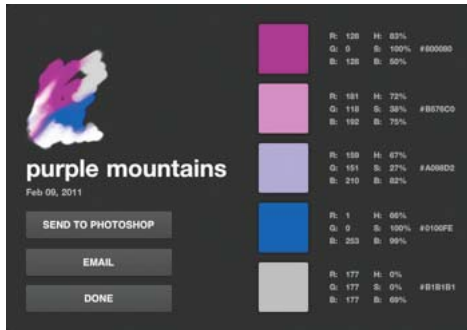 purple mountains
Feb 09, 2011
SEND TO PHOTOSHOP
EMAIL
DONE
R: 128 H: 83%
G: 0 S: 100% #800080
B: 128 B: 50%
R: 181 H: 72%
G: 118 S: 38% #B576C0
B: 192 B: 75%
R: 159 H: 67%
G: 151 S: 27% #A098D2
B: 210 B: 82%
R: 1 H: 66%
G: 0 S: 100% #0100FE
B: 253 B: 99%
R: 177 H: 0%
G: 177 S: 0% #B1B1B1
B: 177 B: 69%